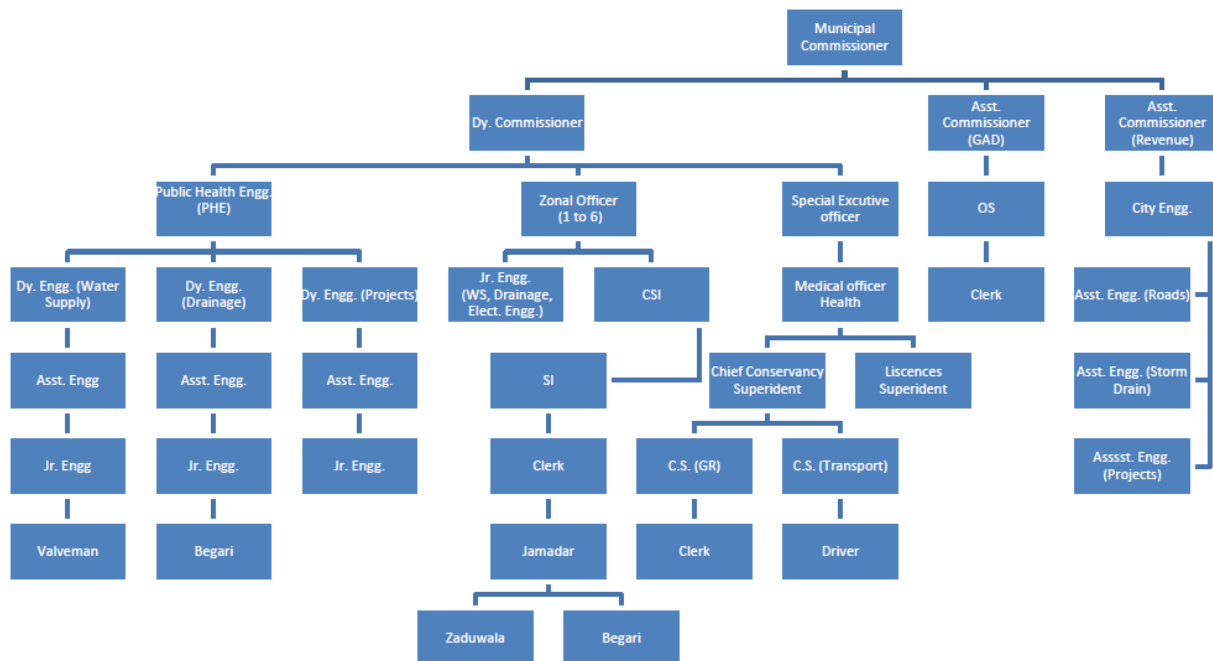 Municipal
Commissioner
Dy. Commissioner
Asst.
Commissioner
(GAD)
Asst.
Commissioner
(Revenue)
Public Health Engg.
(PHE)
Zonal Officer
(1 to 6)
Special Excutive
officer
OS
City Engg.
Dy. Engg. (Water
Supply)
Dy. Engg.
(Drainage)
Dy. Engg. (Projects)
Jr. Engg.
(WS, Drainage,
Elect. Engg.)
CSI
Medical officer
Health
Clerk
Asst. Engg. (Roads)
Asst. Engg
Asst. Engg.
Asst. Engg.
SI
Chief Conservancy
Superident
Liscences
Superident
Asst. Engg. (Storm
Drain)
Jr. Engg
Jr. Engg.
Jr. Engg.
Clerk
C.S. (GR)
C.S. (Transport)
Asssst. Engg.
(Projects)
Valveman
Begari
Jamadar
Clerk
Driver
Zaduwala
Begari